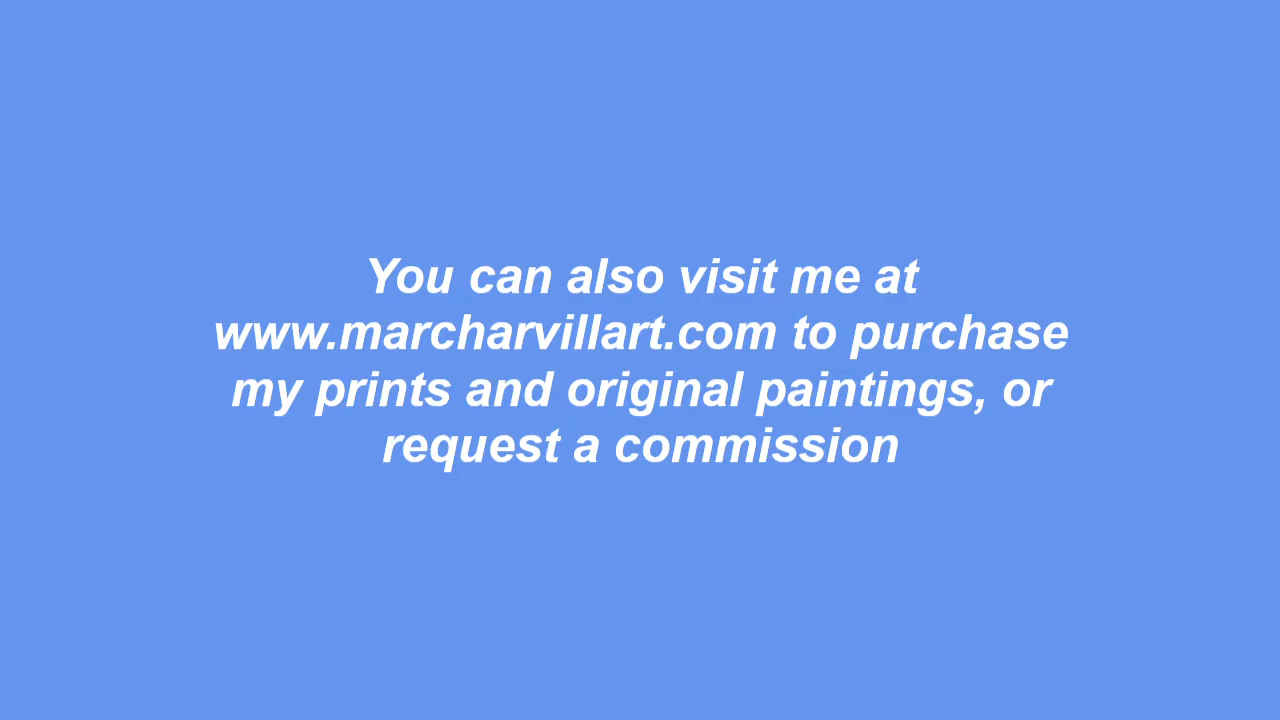 You can also visit me at
www.marcharvillart.com to purchase
my prints and original paintings, or
request a commission